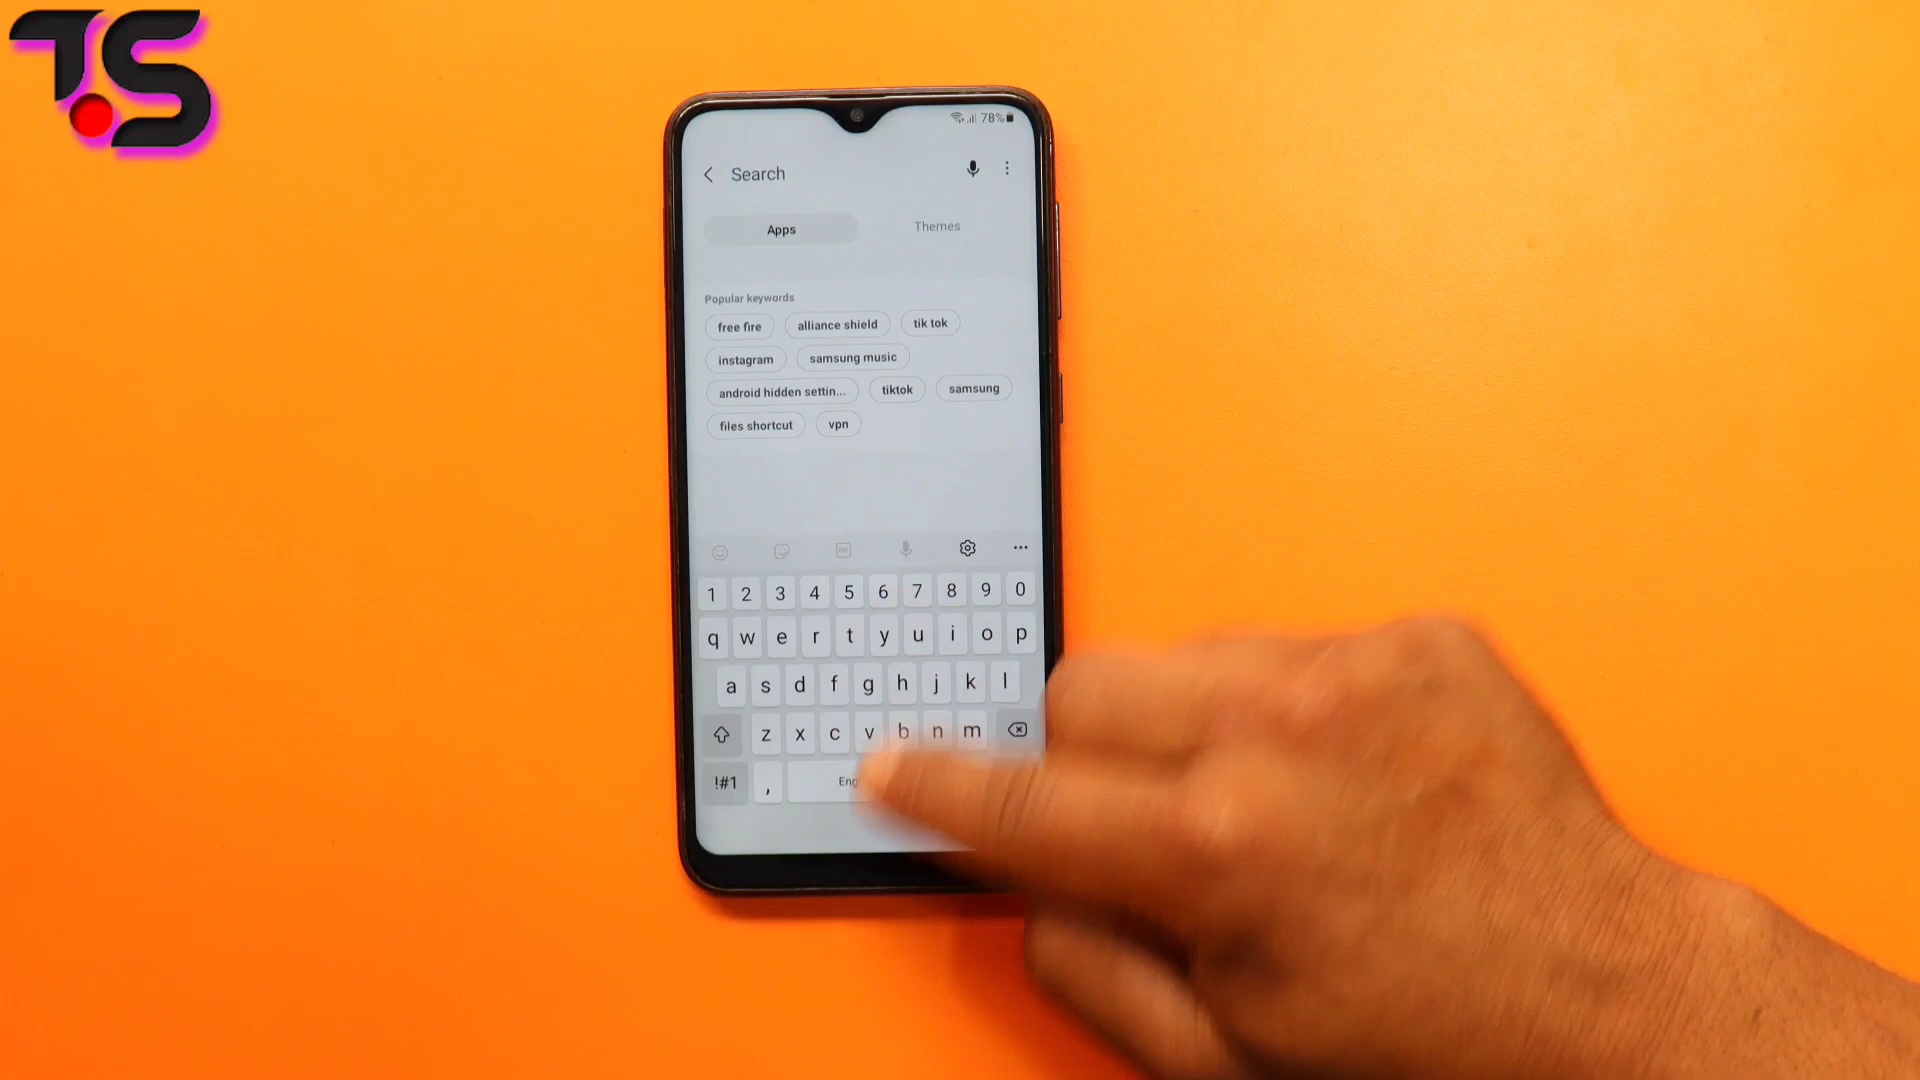 T.S
78%
Search
Apps Themes
Popular keywords
free fire alliance shield tik tok
instagram samsung music
android hidden settin... tiktok samsung
files shortcut vpn
1 2 3 4 5 6 7 8 9 0
q w e r t y u i o p
a s d f g h j k l
z x c v b n m
!#1 , Eng